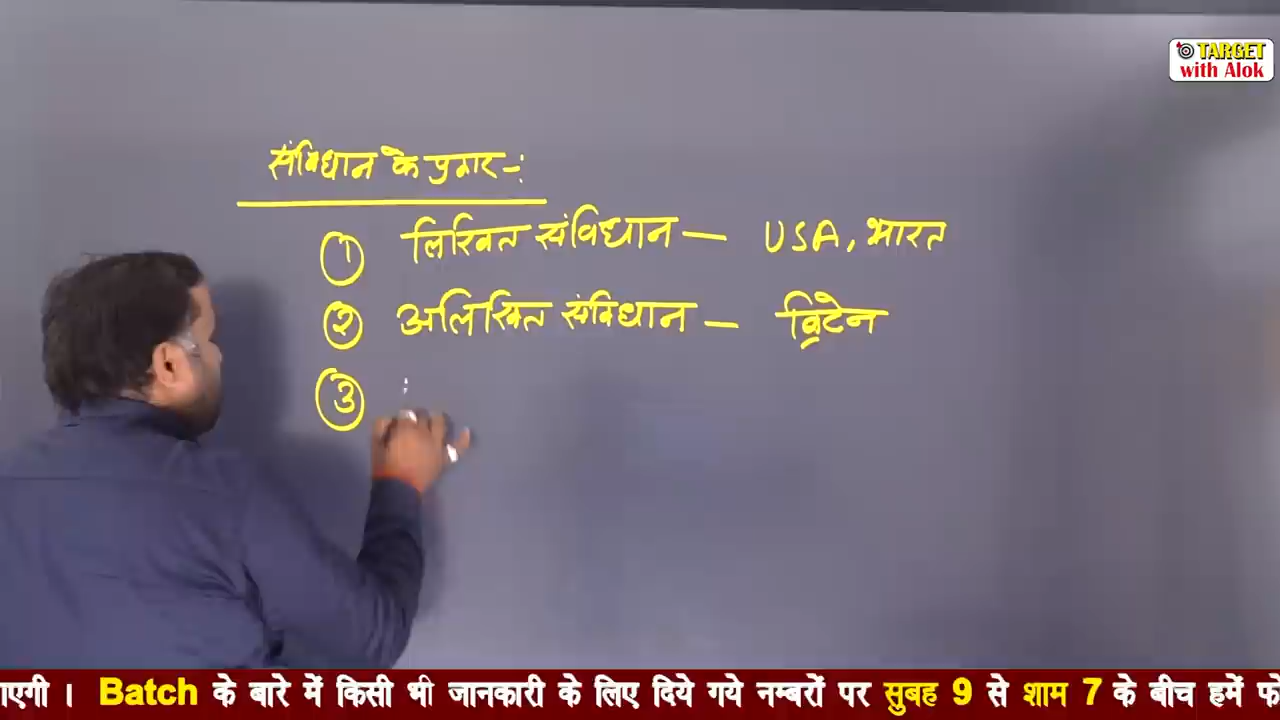 TARGET
with Alok
संविधान के प्रकार -:
① लिखित संविधान — USA, भारत
② अलिखित संविधान — ब्रिटेन
③
जाएगी । Batch के बारे में किसी भी जानकारी के लिए दिये गये नम्बरों पर सुबह 9 से शाम 7 के बीच हमें